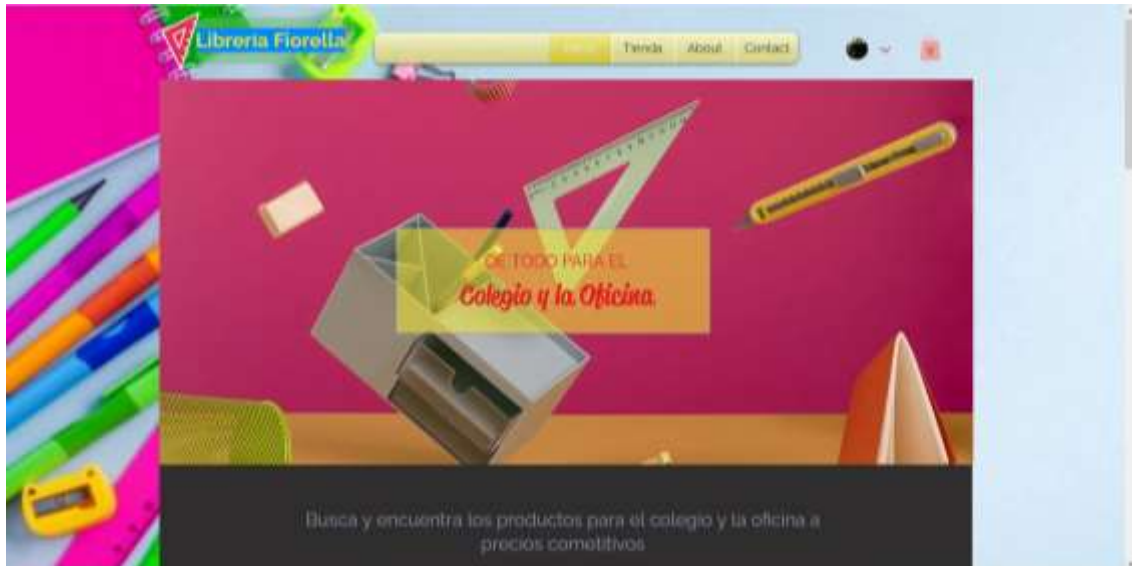 Libreria Fiorella
Tienda About Contact
DE TODO PARA EL
Colegio y la Oficina
Busca y encuentra los productos para el colegio y la oficina a
precios cometitivos